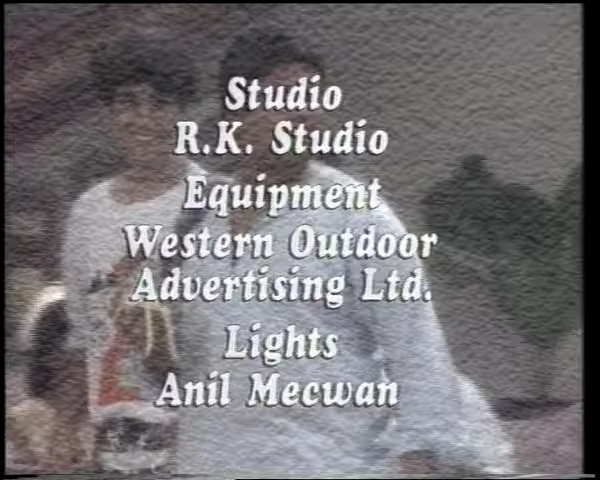 Studio
R.K. Studio
Equipment
Western Outdoor
Advertising Ltd.
Lights
Anil Mecwan